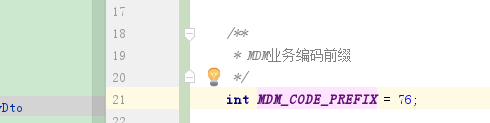 17
18 /**
19 * MDM业务编码前缀
20 */
Dto
21 int MDM_CODE_PREFIX = 76;
22